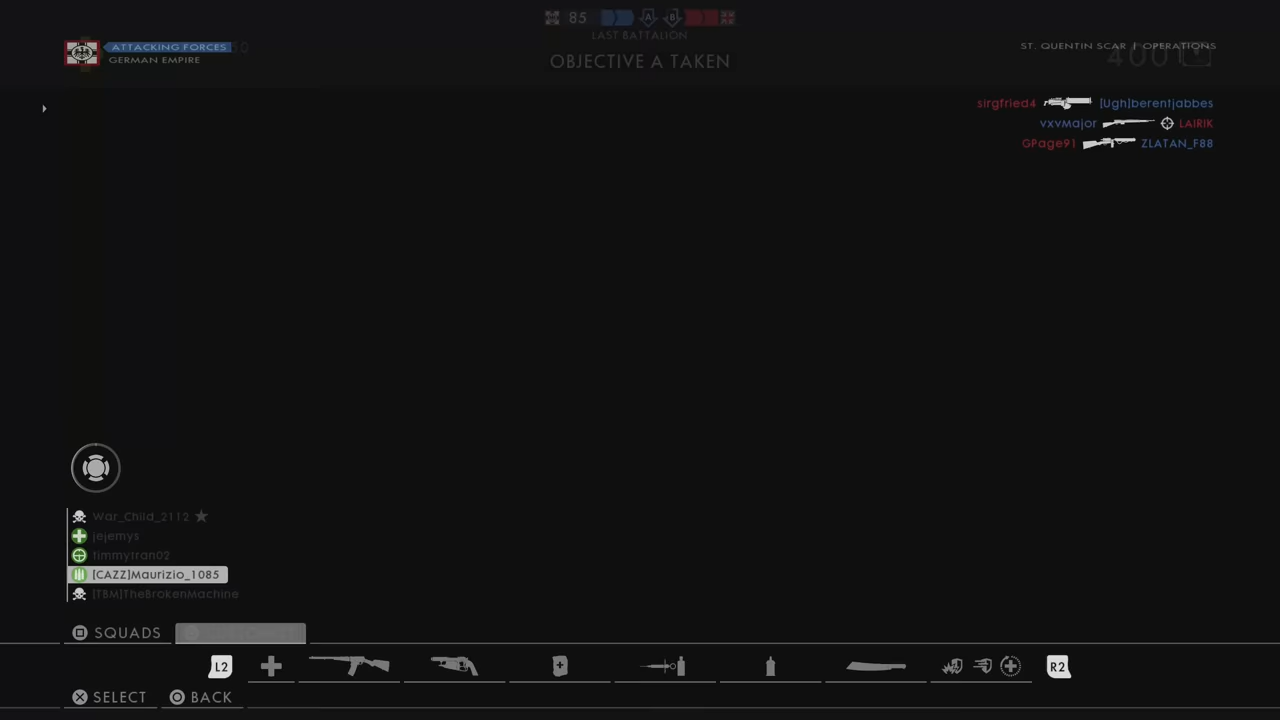 85
A
B
LAST BATTALION
OBJECTIVE A TAKEN
ATTACKING FORCES
GERMAN EMPIRE
ST. QUENTIN SCAR | OPERATIONS
400
sirgfried4 [Ugh]berentjabbes
vxvMajor LAIRIK
GPage91 ZLATAN_F88
War_Child_2112
jejemys
timmytran02
[CAZZ]Maurizio_1085
[TBM]TheBrokenMachine
SQUADS
L2
R2
SELECT
BACK